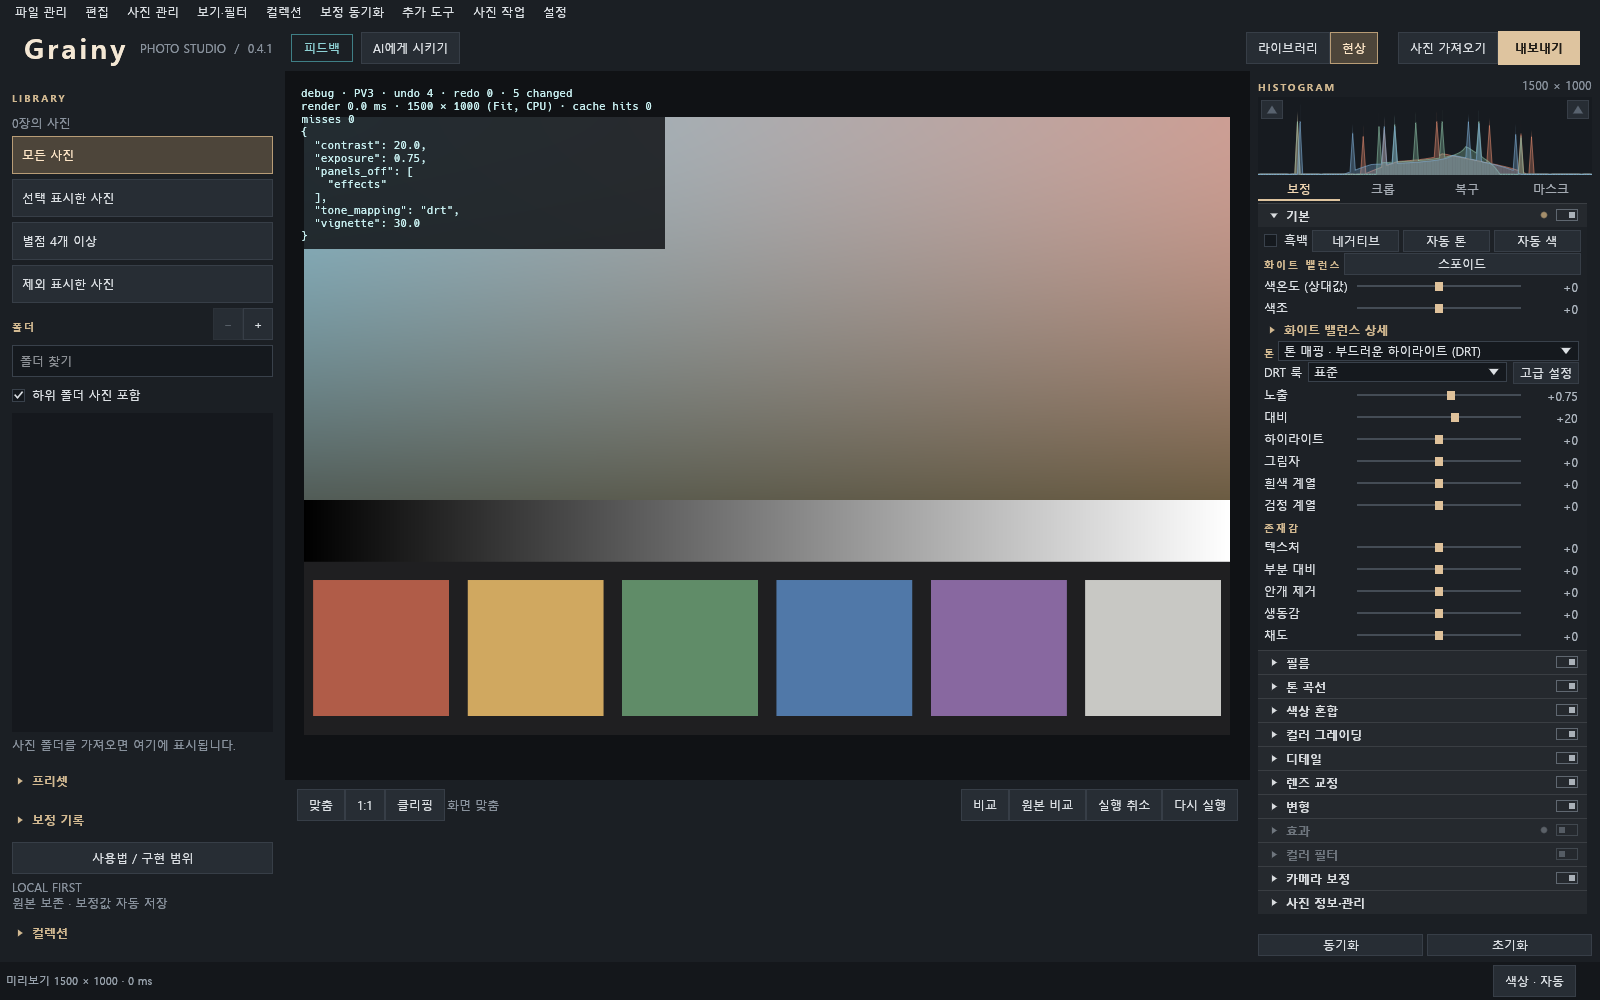 파일 관리 편집 사진 관리 보기·필터 컬렉션 보정 동기화 추가 도구 사진 작업 설정
Grainy PHOTO STUDIO / 0.4.1 피드백 AI에게 시키기 라이브러리 현상 사진 가져오기 내보내기
LIBRARY
0장의 사진
모든 사진
선택 표시한 사진
별점 4개 이상
제외 표시한 사진
폴더 − +
폴더 찾기
하위 폴더 사진 포함
사진 폴더를 가져오면 여기에 표시됩니다.
프리셋
보정 기록
사용법 / 구현 범위
LOCAL FIRST
원본 보존 · 보정값 자동 저장
컬렉션
debug · PV3 · undo 4 · redo 0 · 5 changed
render 0.0 ms · 1500 × 1000 (Fit, CPU) · cache hits 0
misses 0
{
"contrast": 20.0,
"exposure": 0.75,
"panels_off": [
"effects"
],
"tone_mapping": "drt",
"vignette": 30.0
}
맞춤 1:1 클리핑 화면 맞춤 비교 원본 비교 실행 취소 다시 실행
HISTOGRAM 1500 × 1000
보정 크롭 복구 마스크
기본
흑백 네거티브 자동 톤 자동 색
화이트 밸런스 스포이드
색온도 (상대값) +0
색조 +0
화이트 밸런스 상세
톤 톤 매핑 · 부드러운 하이라이트 (DRT)
DRT 룩 표준 고급 설정
노출 +0.75
대비 +20
하이라이트 +0
그림자 +0
흰색 계열 +0
검정 계열 +0
존재감
텍스처 +0
부분 대비 +0
안개 제거 +0
생동감 +0
채도 +0
필름
톤 곡선
색상 혼합
컬러 그레이딩
디테일
렌즈 교정
변형
효과
컬러 필터
카메라 보정
사진 정보·관리
동기화 초기화
미리보기 1500 × 1000 · 0 ms 색상 · 자동